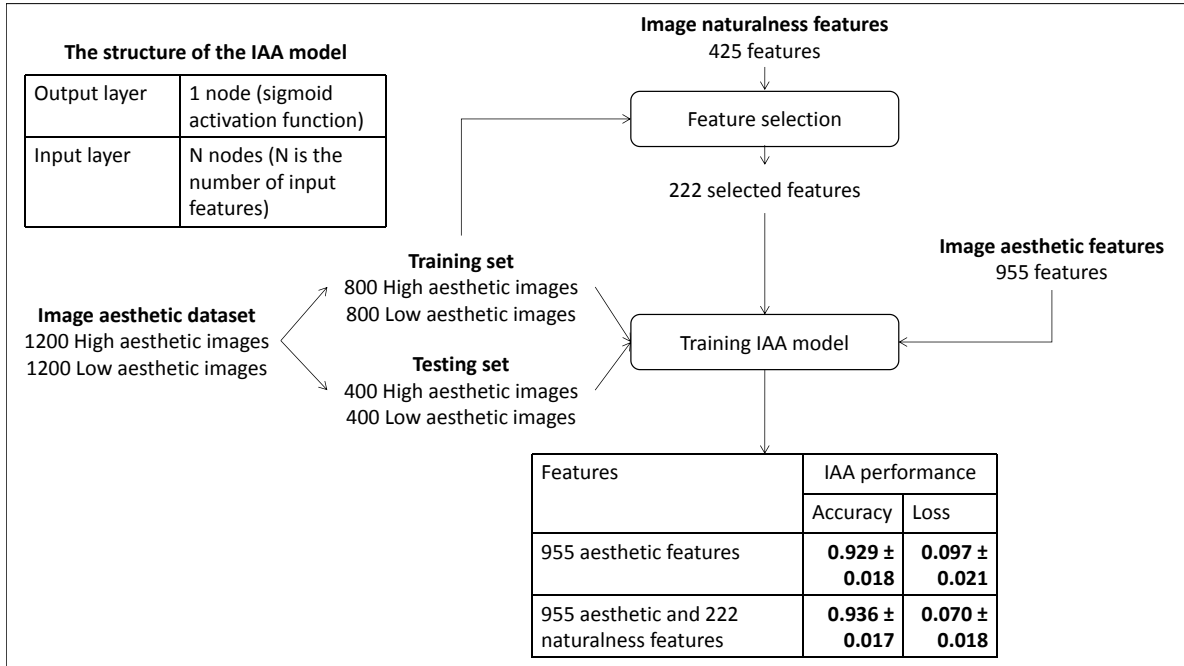 The structure of the IAA model
Output layer
1 node (sigmoid
activation function)
Input layer
N nodes (N is the
number of input
features)
Image naturalness features
425 features
Feature selection
222 selected features
Image aesthetic features
955 features
Training set
800 High aesthetic images
800 Low aesthetic images
Image aesthetic dataset
1200 High aesthetic images
1200 Low aesthetic images
Testing set
400 High aesthetic images
400 Low aesthetic images
Training IAA model
Features
IAA performance
Accuracy
Loss
955 aesthetic features
0.929 ±
0.018
0.097 ±
0.021
955 aesthetic and 222
naturalness features
0.936 ±
0.017
0.070 ±
0.018